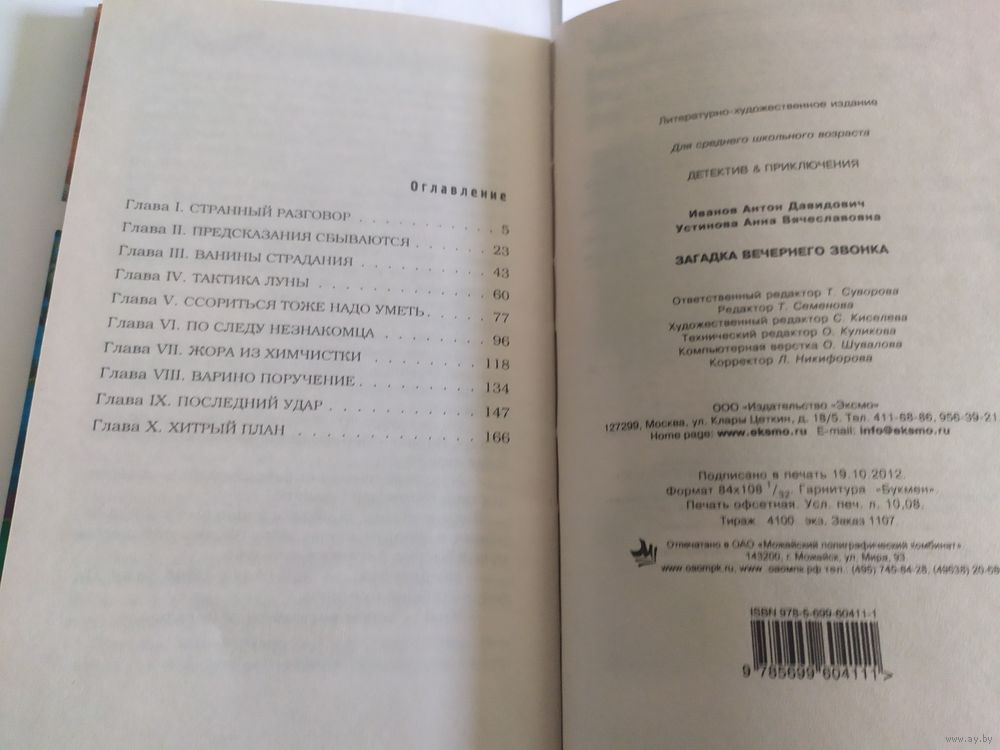 Оглавление
Глава I. СТРАННЫЙ РАЗГОВОР . . . . . . . . . 5
Глава II. ПРЕДСКАЗАНИЯ СБЫВАЮТСЯ . . . . . 23
Глава III. ВАНИНЫ СТРАДАНИЯ . . . . . . . . . 43
Глава IV. ТАКТИКА ЛУНЫ . . . . . . . . . . . . 60
Глава V. ССОРИТЬСЯ ТОЖЕ НАДО УМЕТЬ. . . . . 77
Глава VI. ПО СЛЕДУ НЕЗНАКОМЦА . . . . . . . . 96
Глава VII. ЖОРА ИЗ ХИМЧИСТКИ . . . . . . . . 118
Глава VIII. ВАРИНО ПОРУЧЕНИЕ . . . . . . . . . 134
Глава IX. ПОСЛЕДНИЙ УДАР . . . . . . . . . . . 147
Глава X. ХИТРЫЙ ПЛАН . . . . . . . . . . . . . 166
Литературно-художественное издание
Для среднего школьного возраста
ДЕТЕКТИВ & ПРИКЛЮЧЕНИЯ
Иванов Антон Давидович
Устинова Анна Вячеславовна
ЗАГАДКА ВЕЧЕРНЕГО ЗВОНКА
Ответственный редактор Т. Суворова
Редактор Т. Семенова
Художественный редактор С. Киселева
Технический редактор О. Куликова
Компьютерная верстка О. Шувалова
Корректор Л. Никифорова
ООО «Издательство «Эксмо»
127299, Москва, ул. Клары Цеткин, д. 18/5. Тел. 411-68-86, 956-39-21
Home page: www.eksmo.ru E-mail: info@eksmo.ru
Подписано в печать 19.10.2012.
Формат 84x108 1/32. Гарнитура «Букмен».
Печать офсетная. Усл. печ. л. 10,08.
Тираж 4100 экз. Заказ 1107.
Отпечатано в ОАО «Можайский полиграфический комбинат».
143200, г. Можайск, ул. Мира, 93.
www.oaompk.ru, www.оаомпк.рф тел.: (495) 745-84-28, (49638) 20-68
ISBN 978-5-699-60411-1
9 785699 604111 >
www.ay.by